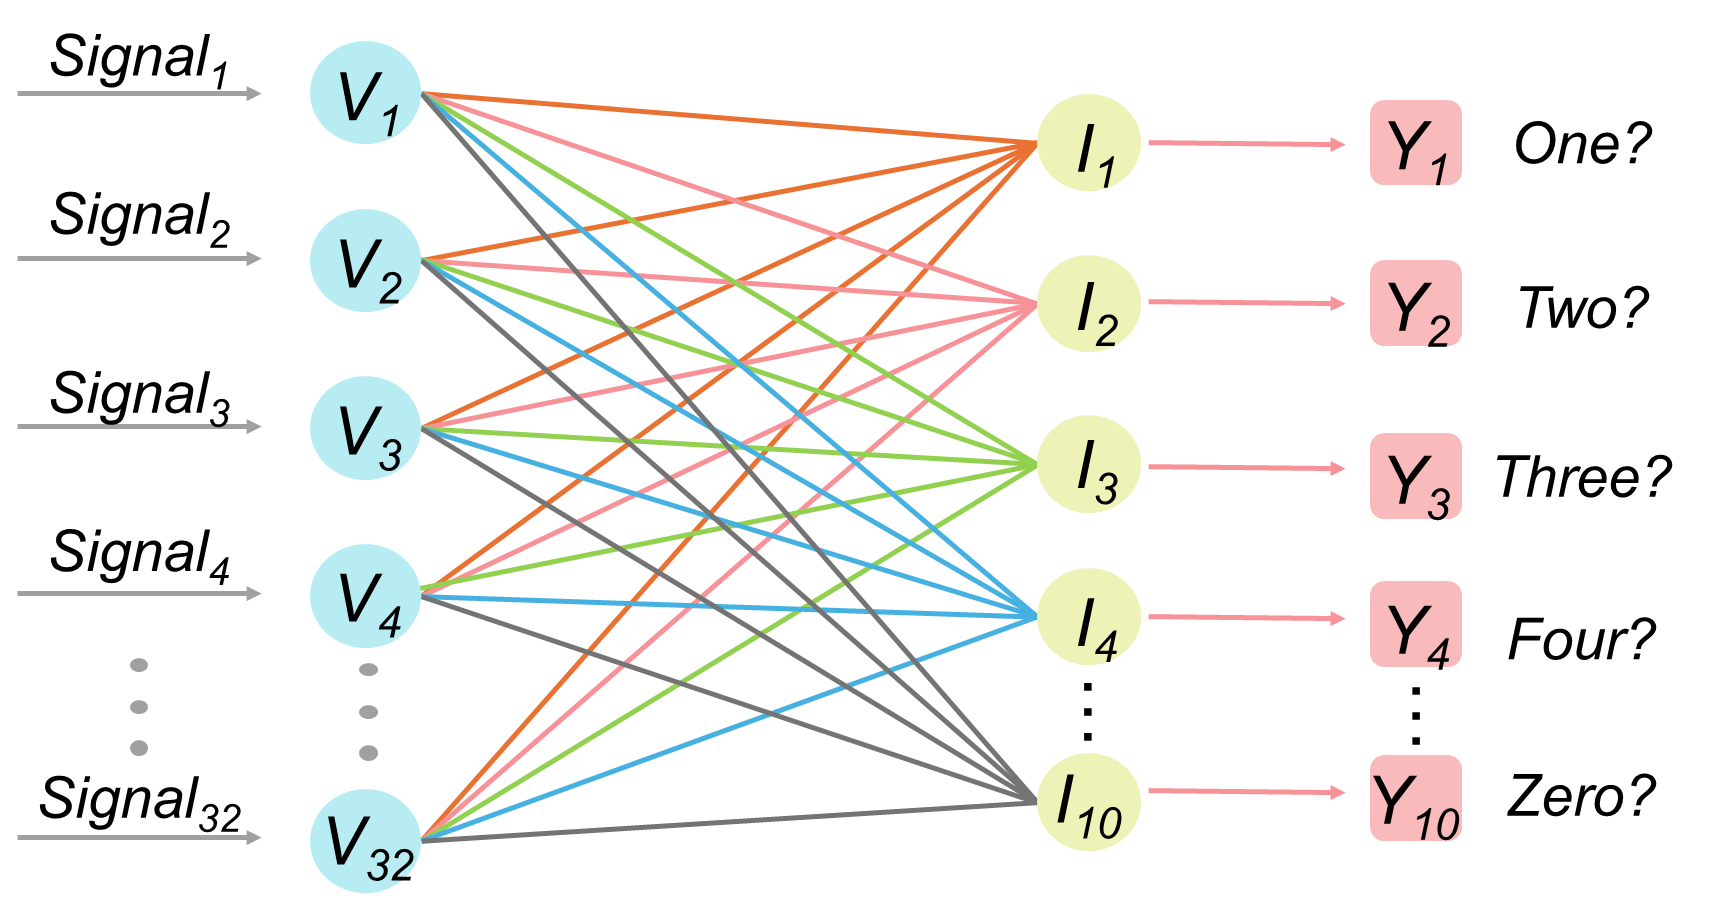 Signal1
V1
I1
Y1
One?
Signal2
V2
I2
Y2
Two?
Signal3
V3
I3
Y3
Three?
Signal4
V4
I4
Y4
Four?
Signal32
V32
I10
Y10
Zero?